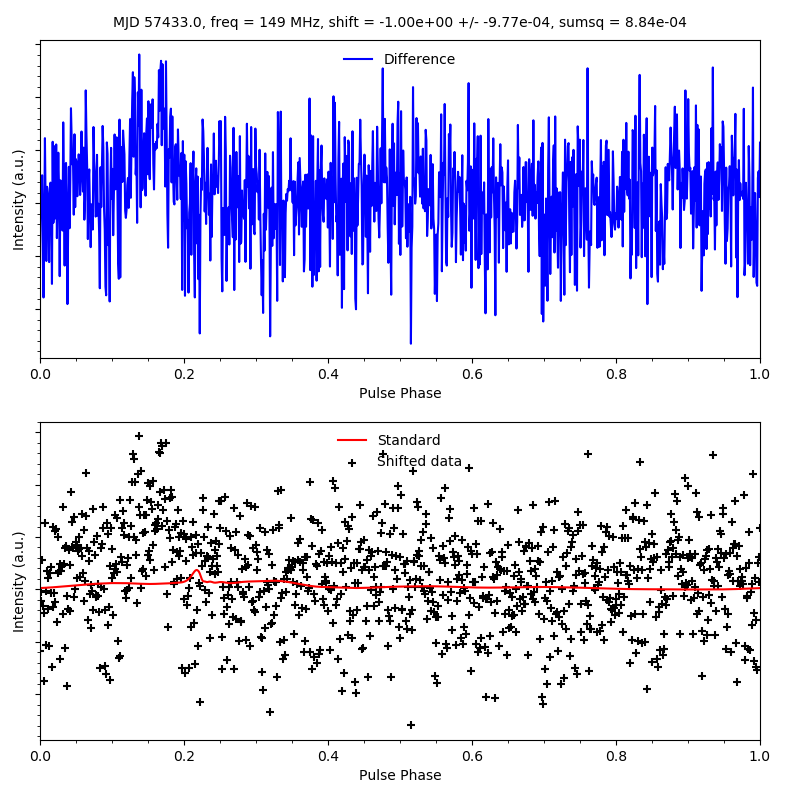 MJD 57433.0, freq = 149 MHz, shift = -1.00e+00 +/- -9.77e-04, sumsq = 8.84e-04
Difference
Intensity (a.u.)
0.0 0.2 0.4 0.6 0.8 1.0
Pulse Phase
Standard
Shifted data
Intensity (a.u.)
0.0 0.2 0.4 0.6 0.8 1.0
Pulse Phase